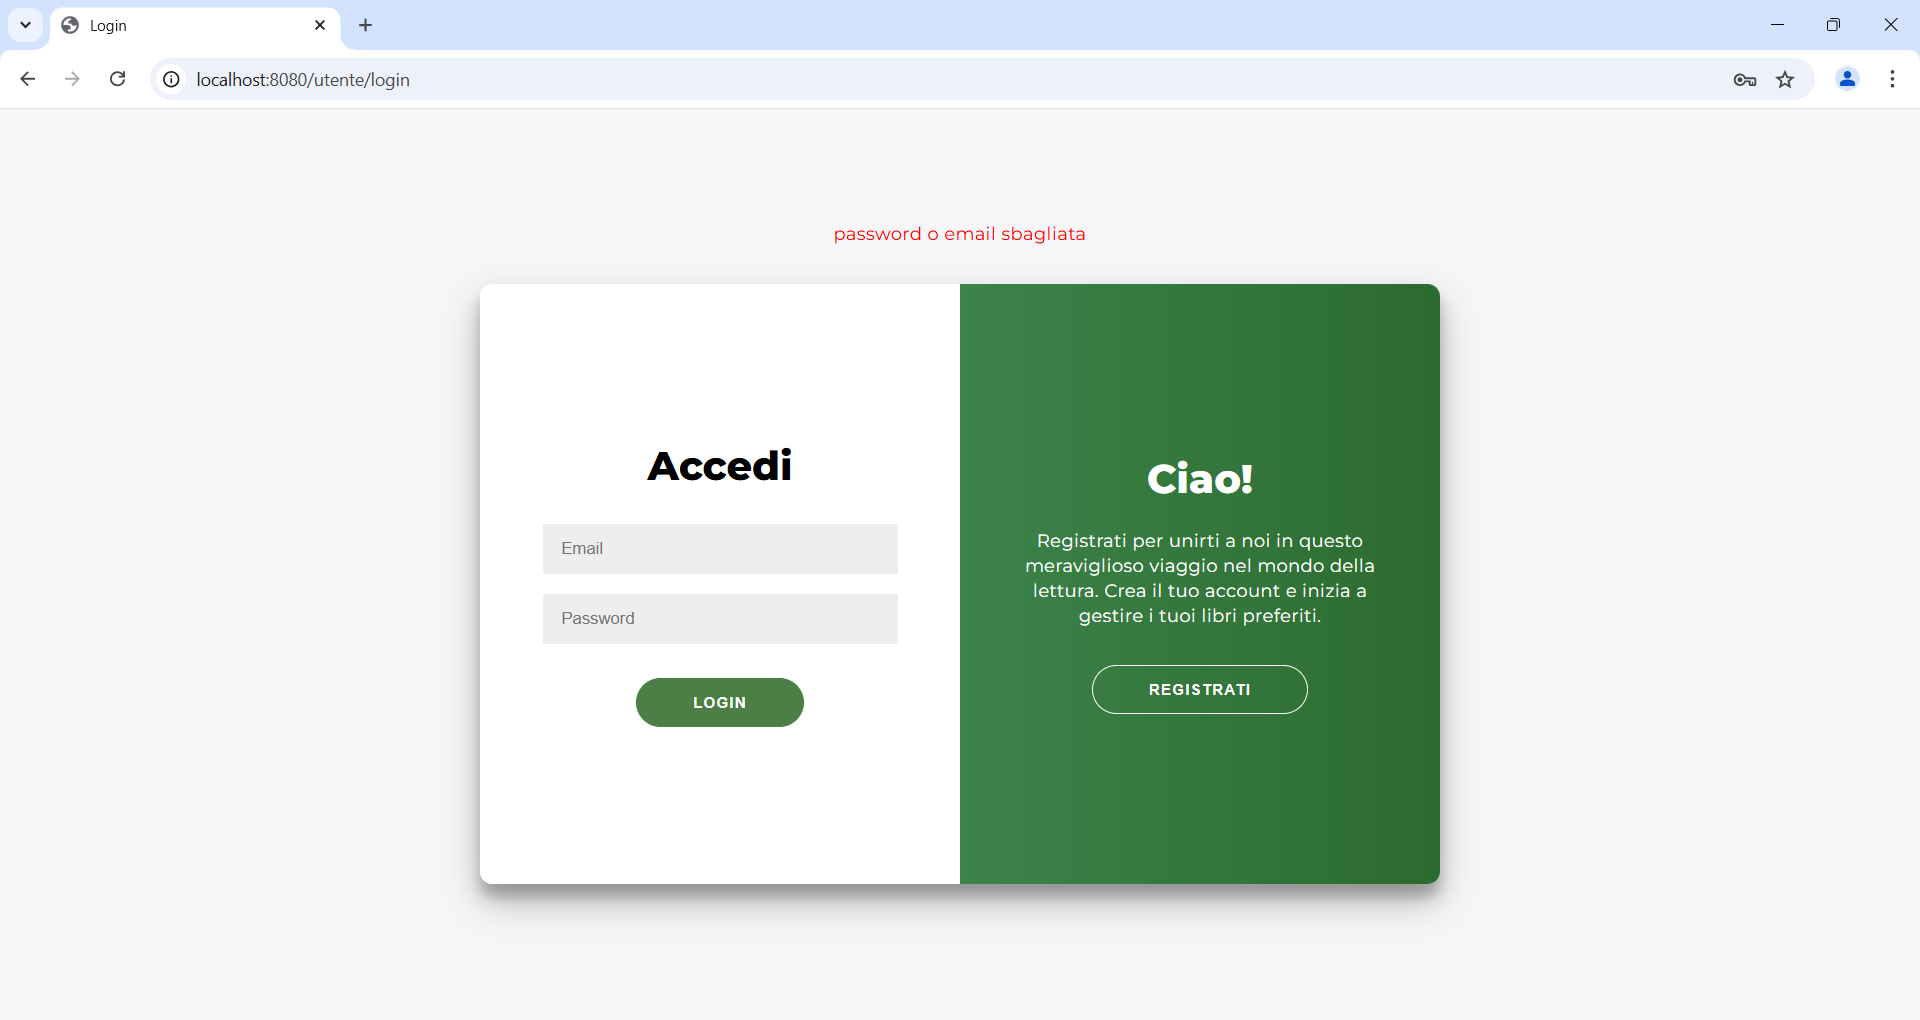 Login
localhost:8080/utente/login
password o email sbagliata
Accedi
Email
Password
LOGIN
Ciao!
Registrati per unirti a noi in questo
meraviglioso viaggio nel mondo della
lettura. Crea il tuo account e inizia a
gestire i tuoi libri preferiti.
REGISTRATI